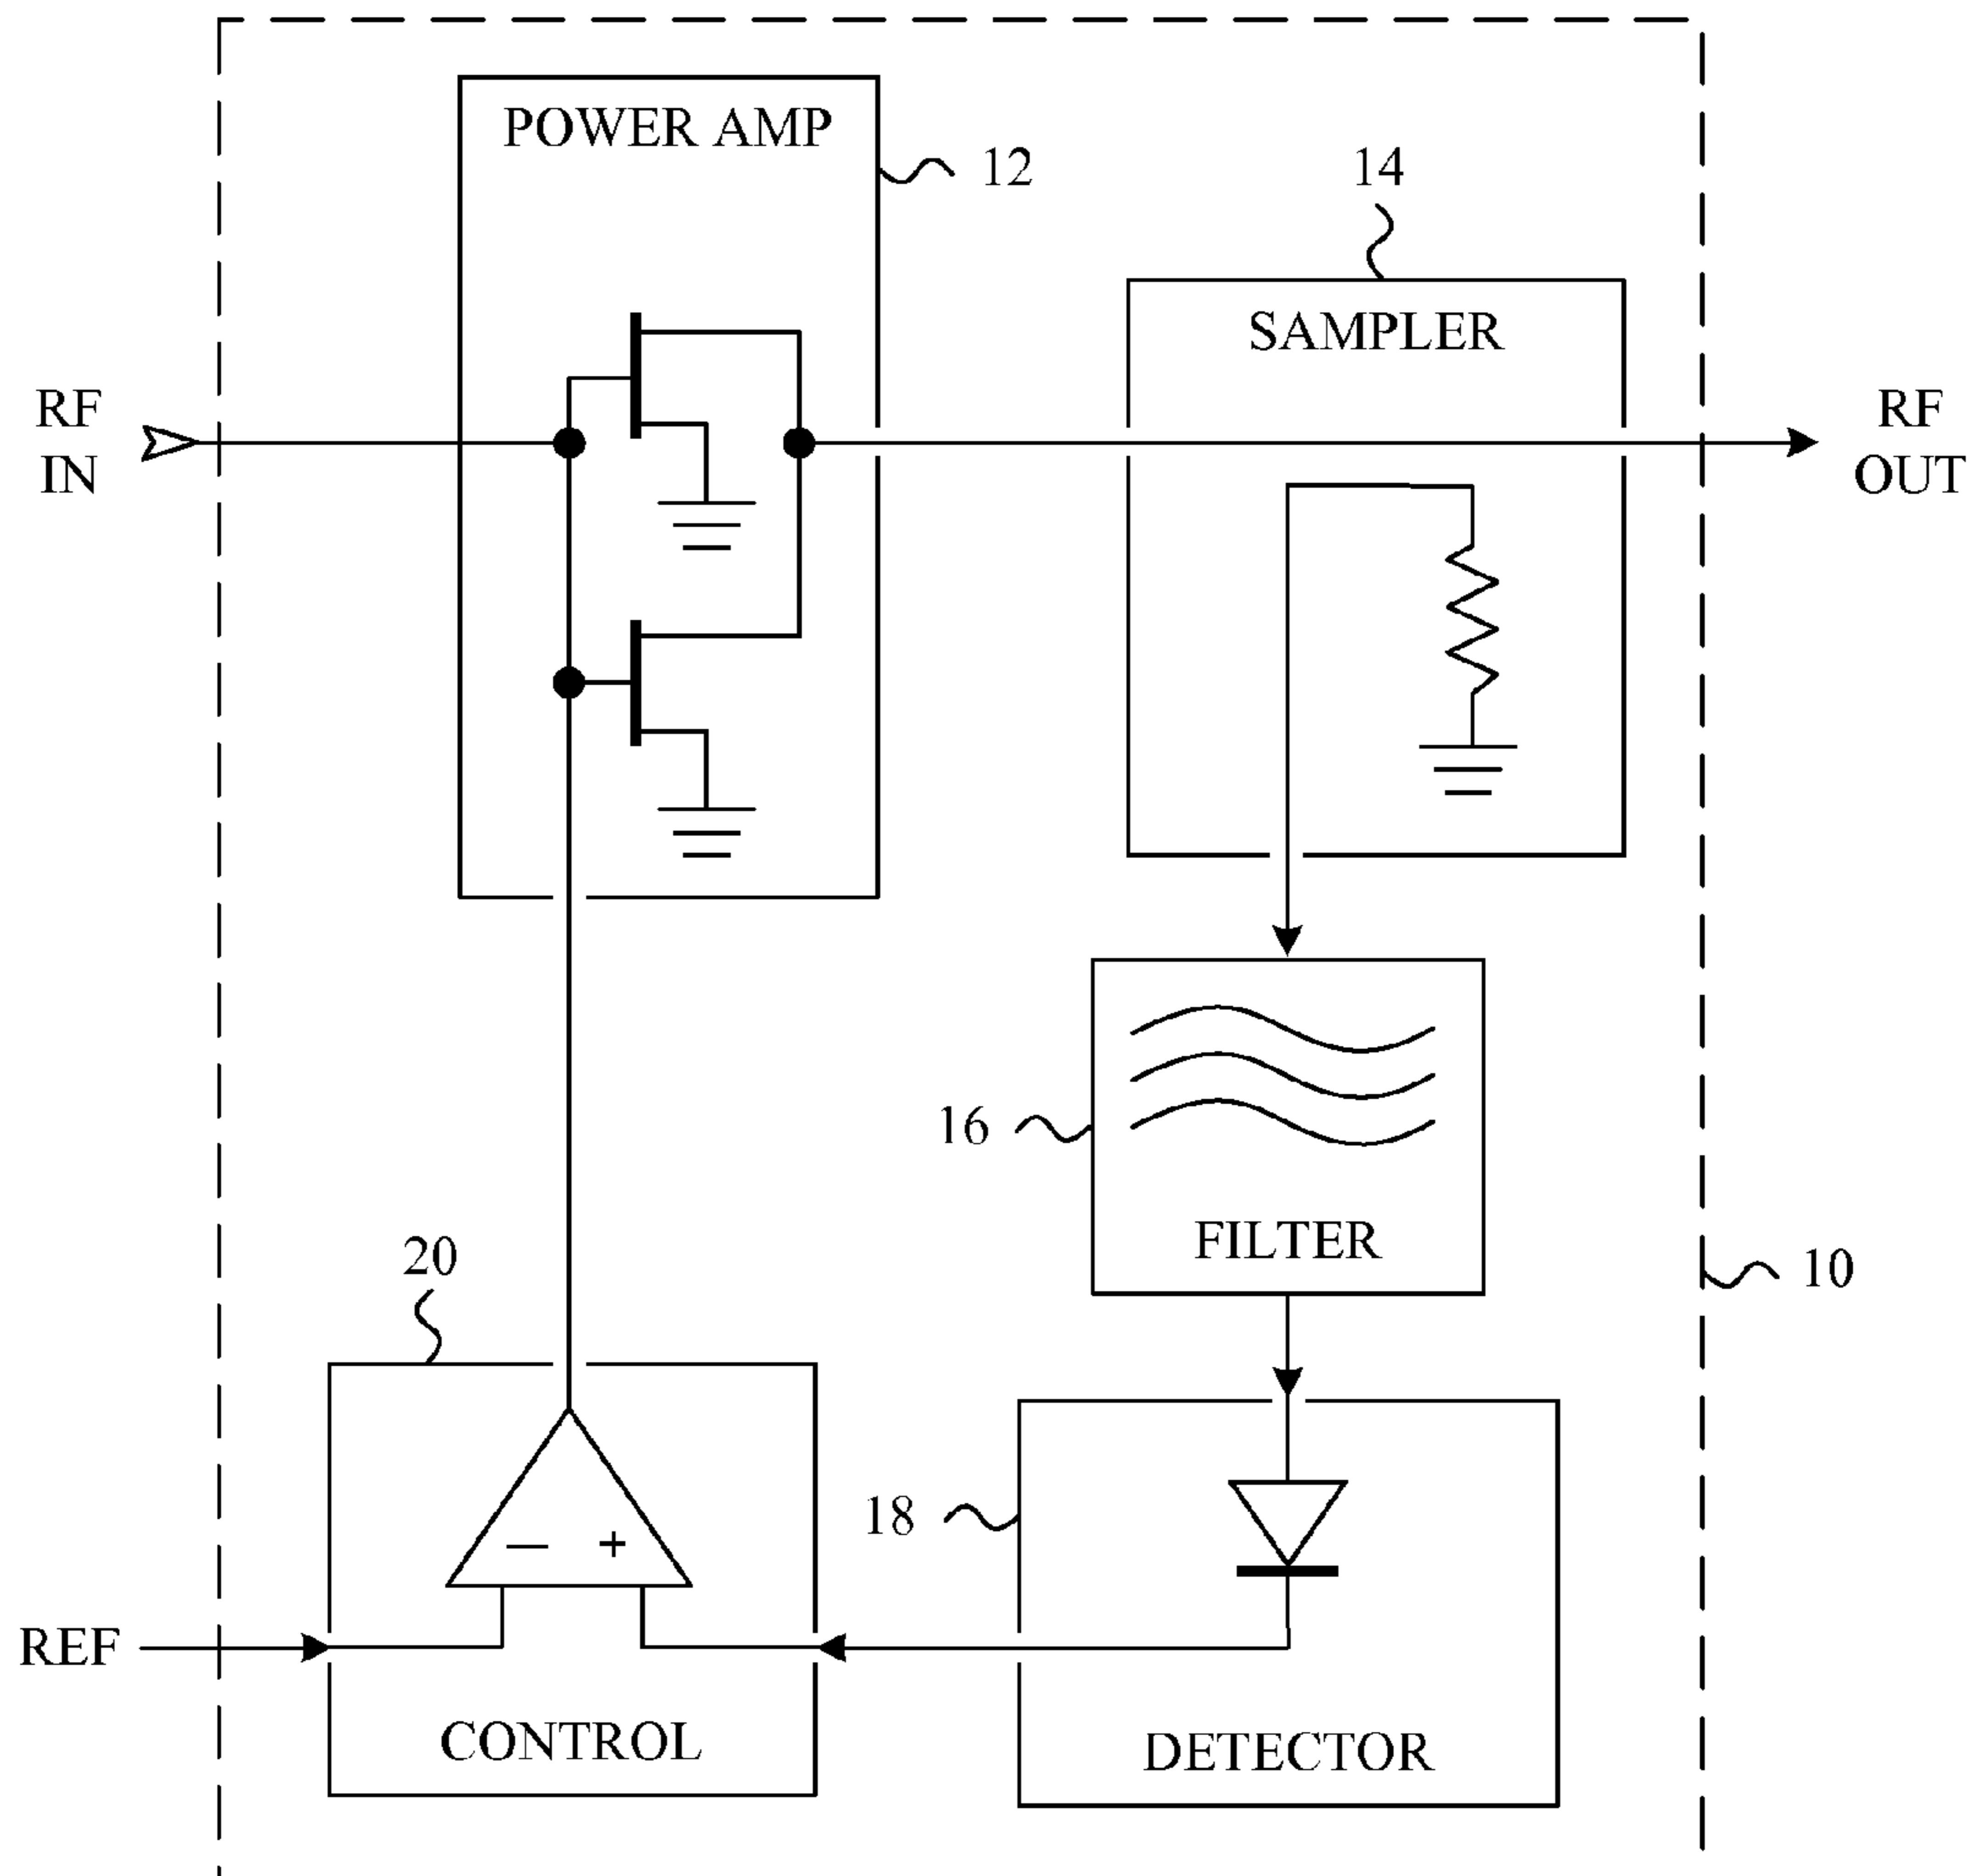 POWER AMP
12
14
SAMPLER
RF
IN
RF
OUT
16
FILTER
20
10
18
— +
REF
CONTROL
DETECTOR